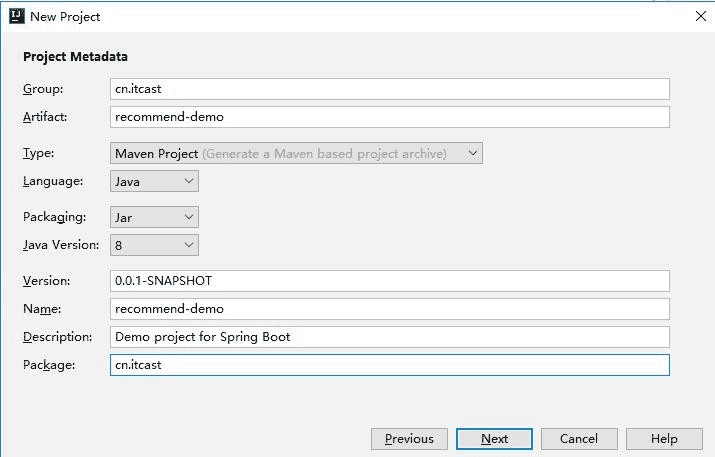 IJ New Project
Project Metadata
Group: cn.itcast
Artifact: recommend-demo
Type: Maven Project (Generate a Maven based project archive)
Language: Java
Packaging: Jar
Java Version: 8
Version: 0.0.1-SNAPSHOT
Name: recommend-demo
Description: Demo project for Spring Boot
Package: cn.itcast
Previous Next Cancel Help